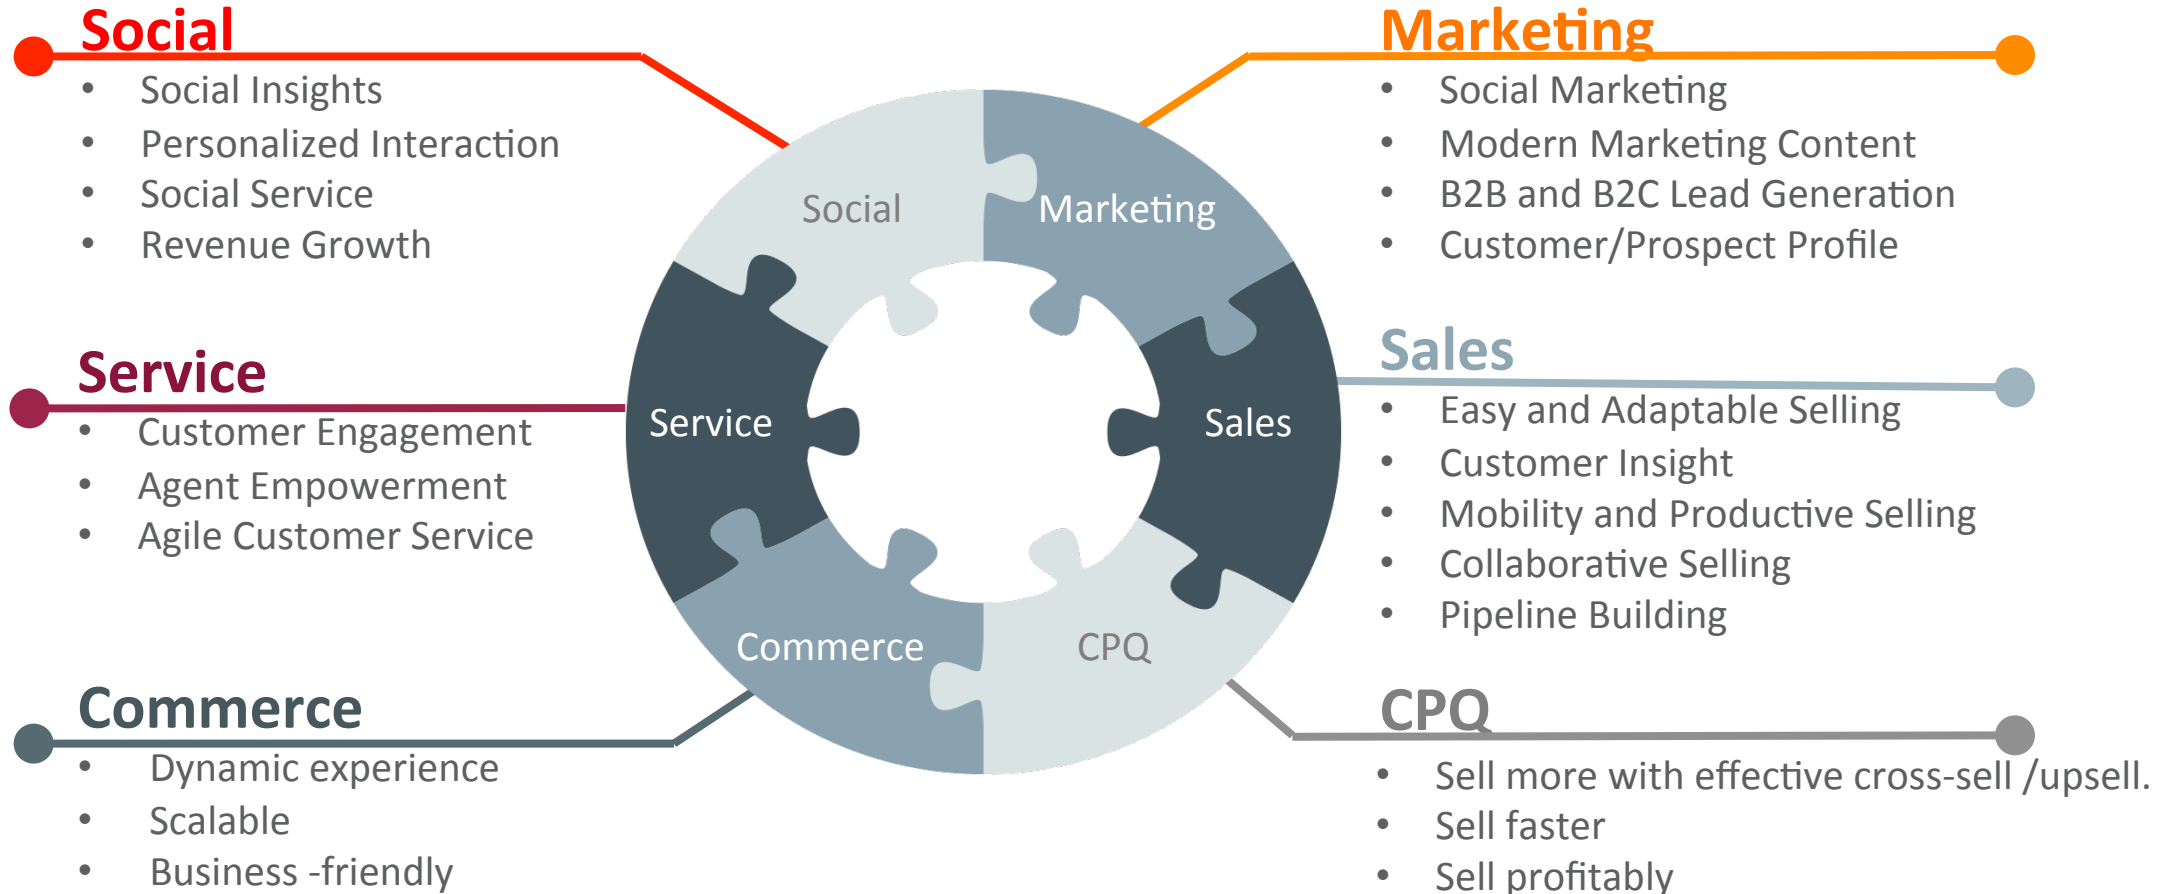 Social
• Social Insights
• Personalized Interaction
• Social Service
• Revenue Growth
Service
• Customer Engagement
• Agent Empowerment
• Agile Customer Service
Commerce
• Dynamic experience
• Scalable
• Business -friendly
Social
Marketing
Service
Sales
Commerce
CPQ
Marketing
• Social Marketing
• Modern Marketing Content
• B2B and B2C Lead Generation
• Customer/Prospect Profile
Sales
• Easy and Adaptable Selling
• Customer Insight
• Mobility and Productive Selling
• Collaborative Selling
• Pipeline Building
CPQ
• Sell more with effective cross-sell /upsell.
• Sell faster
• Sell profitably